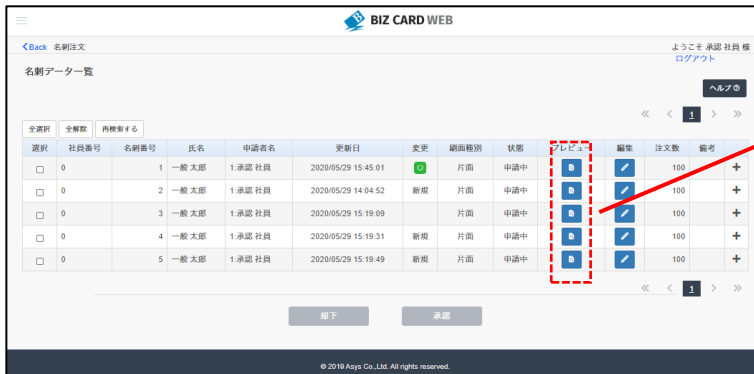 BIZ CARD WEB
Back 名刺注文 ようこそ 承認 社員 様
ログアウト
名刺データ一覧
ヘルプ
« < 1 > »
全選択 全解除 再検索する
選択 社員番号 名刺番号 氏名 申請者名 更新日 変更 刷面種別 状態 プレビュー 編集 注文数 備考
0 1 一般 太郎 1:承認 社員 2020/05/29 15:45:01 片面 申請中 100 +
0 2 一般 太郎 1:承認 社員 2020/05/29 14:04:52 新規 片面 申請中 100 +
0 3 一般 太郎 1:承認 社員 2020/05/29 15:19:09 片面 申請中 100 +
0 4 一般 太郎 1:承認 社員 2020/05/29 15:19:31 新規 片面 申請中 100 +
0 5 一般 太郎 1:承認 社員 2020/05/29 15:19:49 新規 片面 申請中 100 +
« < 1 > »
却下 承認
© 2019 Asys Co.,Ltd. All rights reserved.